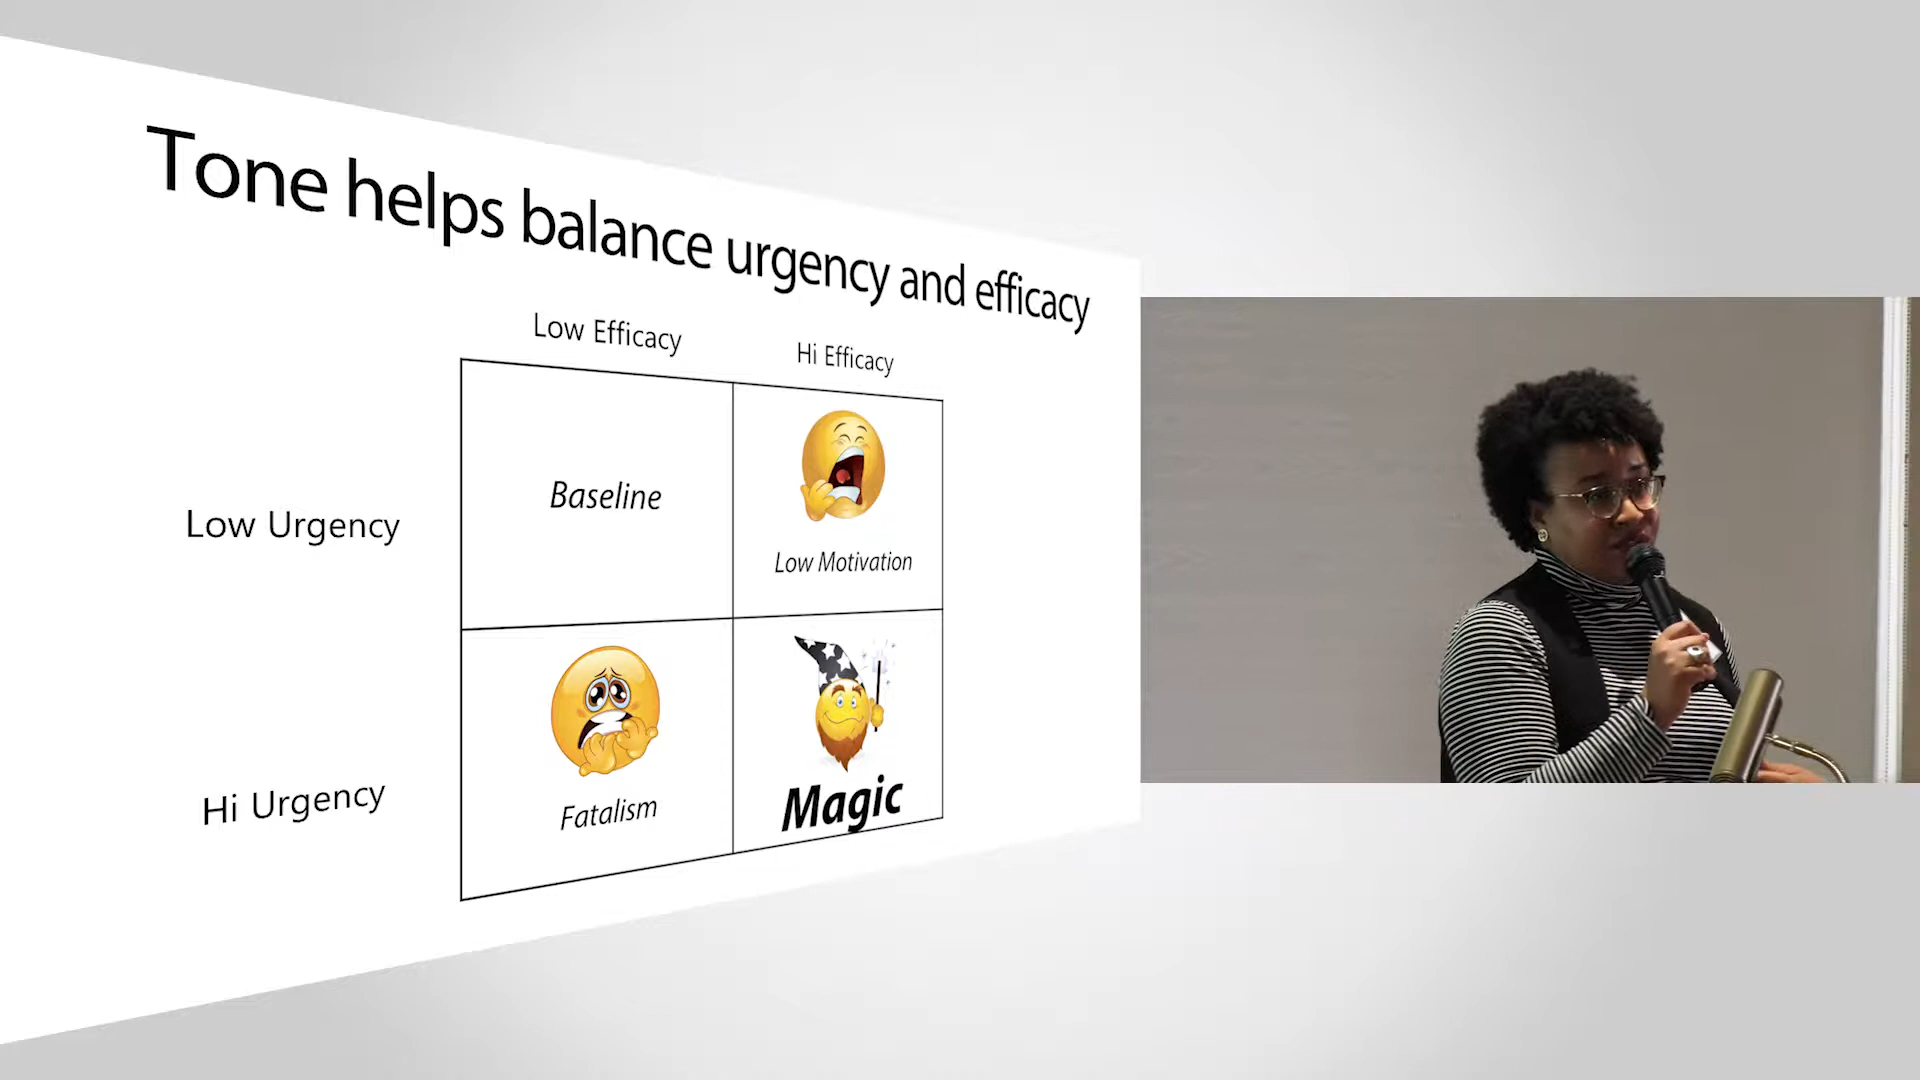 Tone helps balance urgency and efficacy
Low Efficacy
Hi Efficacy
Low Urgency
Baseline
Low Motivation
Hi Urgency
Fatalism
Magic